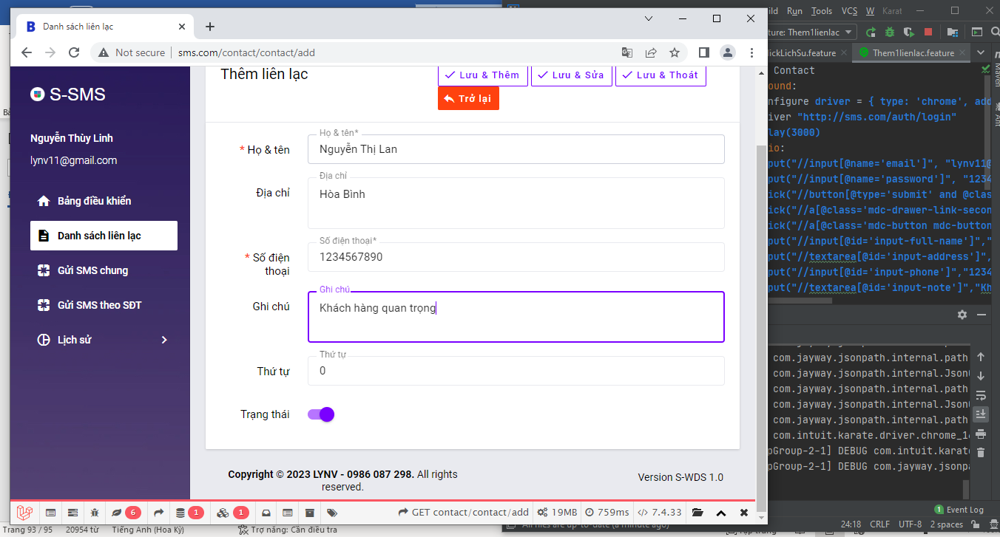 Danh sách liên lạc
Not secure
sms.com/contact/contact/add
S-SMS
Nguyễn Thùy Linh
lynv11@gmail.com
Bảng điều khiển
Danh sách liên lạc
Gửi SMS chung
Gửi SMS theo SĐT
Lịch sử
Thêm liên lạc
Lưu & Thêm
Lưu & Sửa
Lưu & Thoát
Trở lại
* Họ & tên
Họ & tên*
Nguyễn Thị Lan
Địa chỉ
Địa chỉ
Hòa Bình
* Số điện
thoại
Số điện thoại*
1234567890
Ghi chú
Ghi chú
Khách hàng quan trọng
Thứ tự
Thứ tự
0
Trạng thái
Copyright © 2023 LYNV - 0986 087 298. All rights
reserved.
Version S-WDS 1.0
6
1
1
GET contact/contact/add
19MB
759ms
7.4.33
Trang 93 / 95
20954 từ
Tiếng Anh (Hoa Kỳ)
Trợ năng: Cần điều tra
ild Run Tools VCS W Karat
ture: Them1lienlac
lickLichSu.feature
Them1lienlac.feature
Maven
Ant
Contact
ound:
nfigure driver = { type: 'chrome', add
iver "http://sms.com/auth/login"
lay(3000)
io:
put("//input[@name='email']", "lynv11@
put("//input[@name='password']", "1234
ick("//button[@type='submit' and @clas
ick("//a[@class='mdc-drawer-link-secon
ick("//a[@class='mdc-button mdc-button
put("//input[@id='input-full-name']","
put("//textarea[@id='input-address']",
put("//input[@id='input-phone']","1234
put("//textarea[@id='input-note']","Kh
com.jayway.jsonpath.internal.path
com.jayway.jsonpath.internal.Json
com.jayway.jsonpath.internal.path
com.jayway.jsonpath.internal.Json
com.jayway.jsonpath.internal.path
com.intuit.karate.driver.chrome_1
pGroup-2-1] DEBUG com.intuit.karate
pGroup-2-1] DEBUG com.jayway.jsonpa
1 Event Log
All files are up-to-date (a minute ago)
24:18 CRLF UTF-8 2 spaces